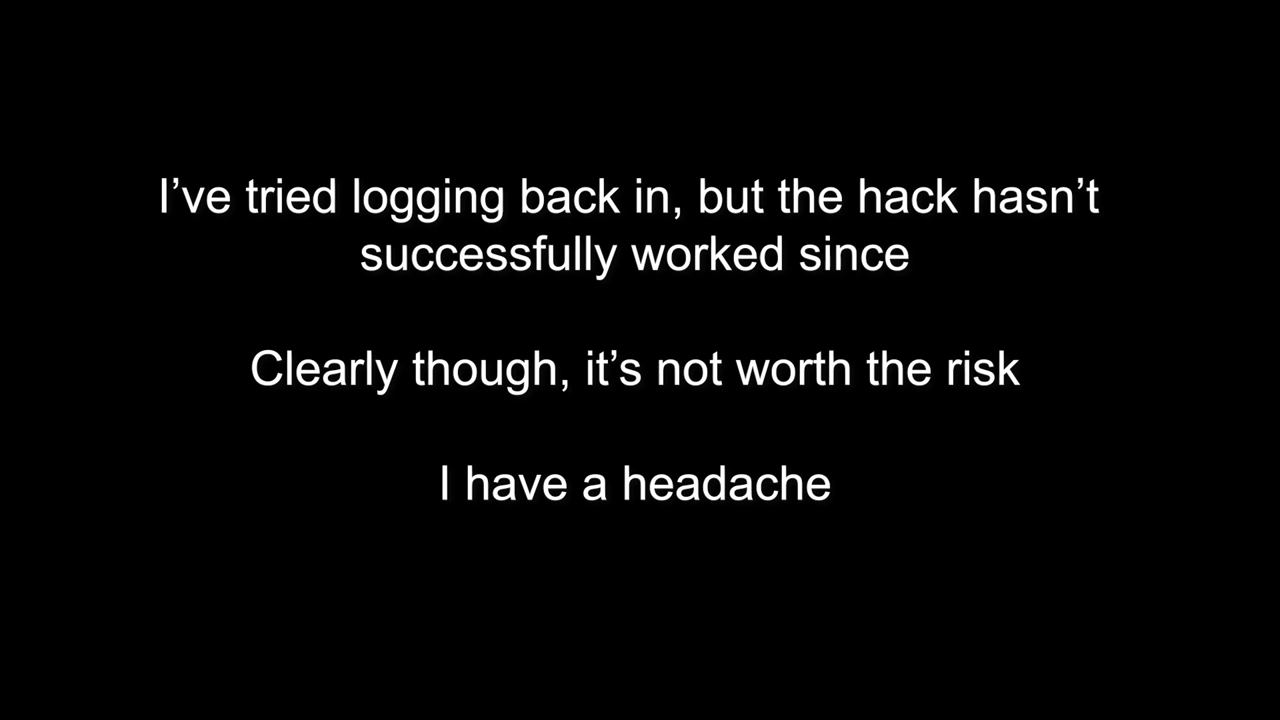 I’ve tried logging back in, but the hack hasn’t
successfully worked since
Clearly though, it’s not worth the risk
I have a headache